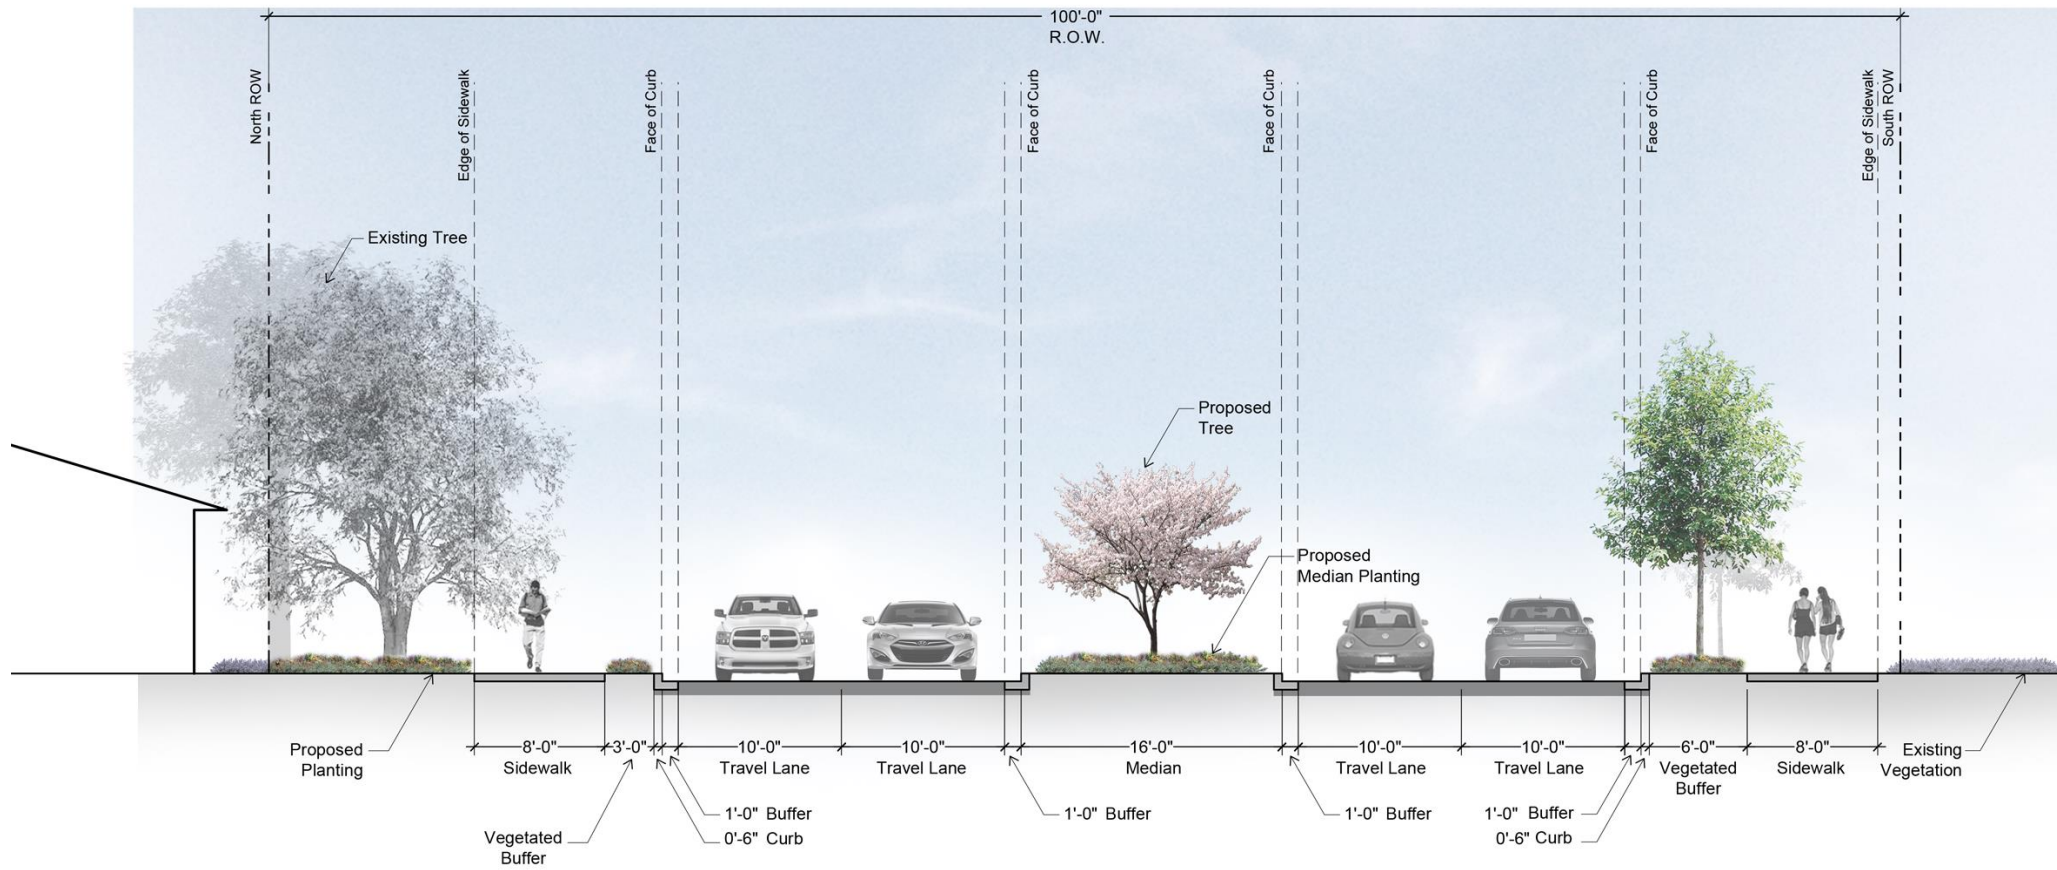 100'-0"
R.O.W.
North ROW
Edge of Sidewalk
Face of Curb
Face of Curb
Face of Curb
Face of Curb
Edge of Sidewalk
South ROW
Existing Tree
Proposed
Tree
Proposed
Median Planting
Proposed
Planting
8'-0"
Sidewalk
3'-0"
Vegetated
Buffer
10'-0"
Travel Lane
10'-0"
Travel Lane
16'-0"
Median
10'-0"
Travel Lane
10'-0"
Travel Lane
6'-0"
Vegetated
Buffer
8'-0"
Sidewalk
Existing
Vegetation
1'-0" Buffer
0'-6" Curb
1'-0" Buffer
1'-0" Buffer
1'-0" Buffer
0'-6" Curb